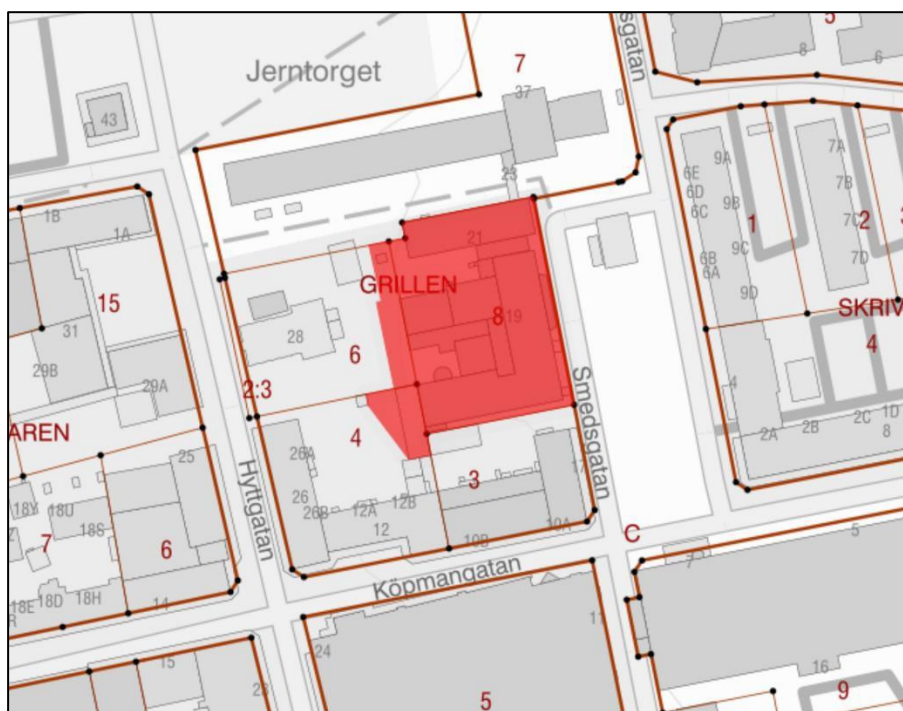 5
sgatan
8
6
7
Jerntorget
37
43
23
9A
7A
6E
6D
6C
7B
1B
1A
21
9B
1
7C
2
3
9C
7D
6B
6A
GRILLEN
9D
SKRIV
15
8
19
31
28
6
4
29B
29A
2:3
4
2C
1D
8
2A
2B
AREN
4
Smedsgatan
26A
25
17
3
18Y
18U
26
12A
12B
18S
26B
12
10B
10A
C
7
6
Hyttgatan
5
7
Köpmangatan
18E
18D
18H
14
R
11
24
15
23
16
9
5